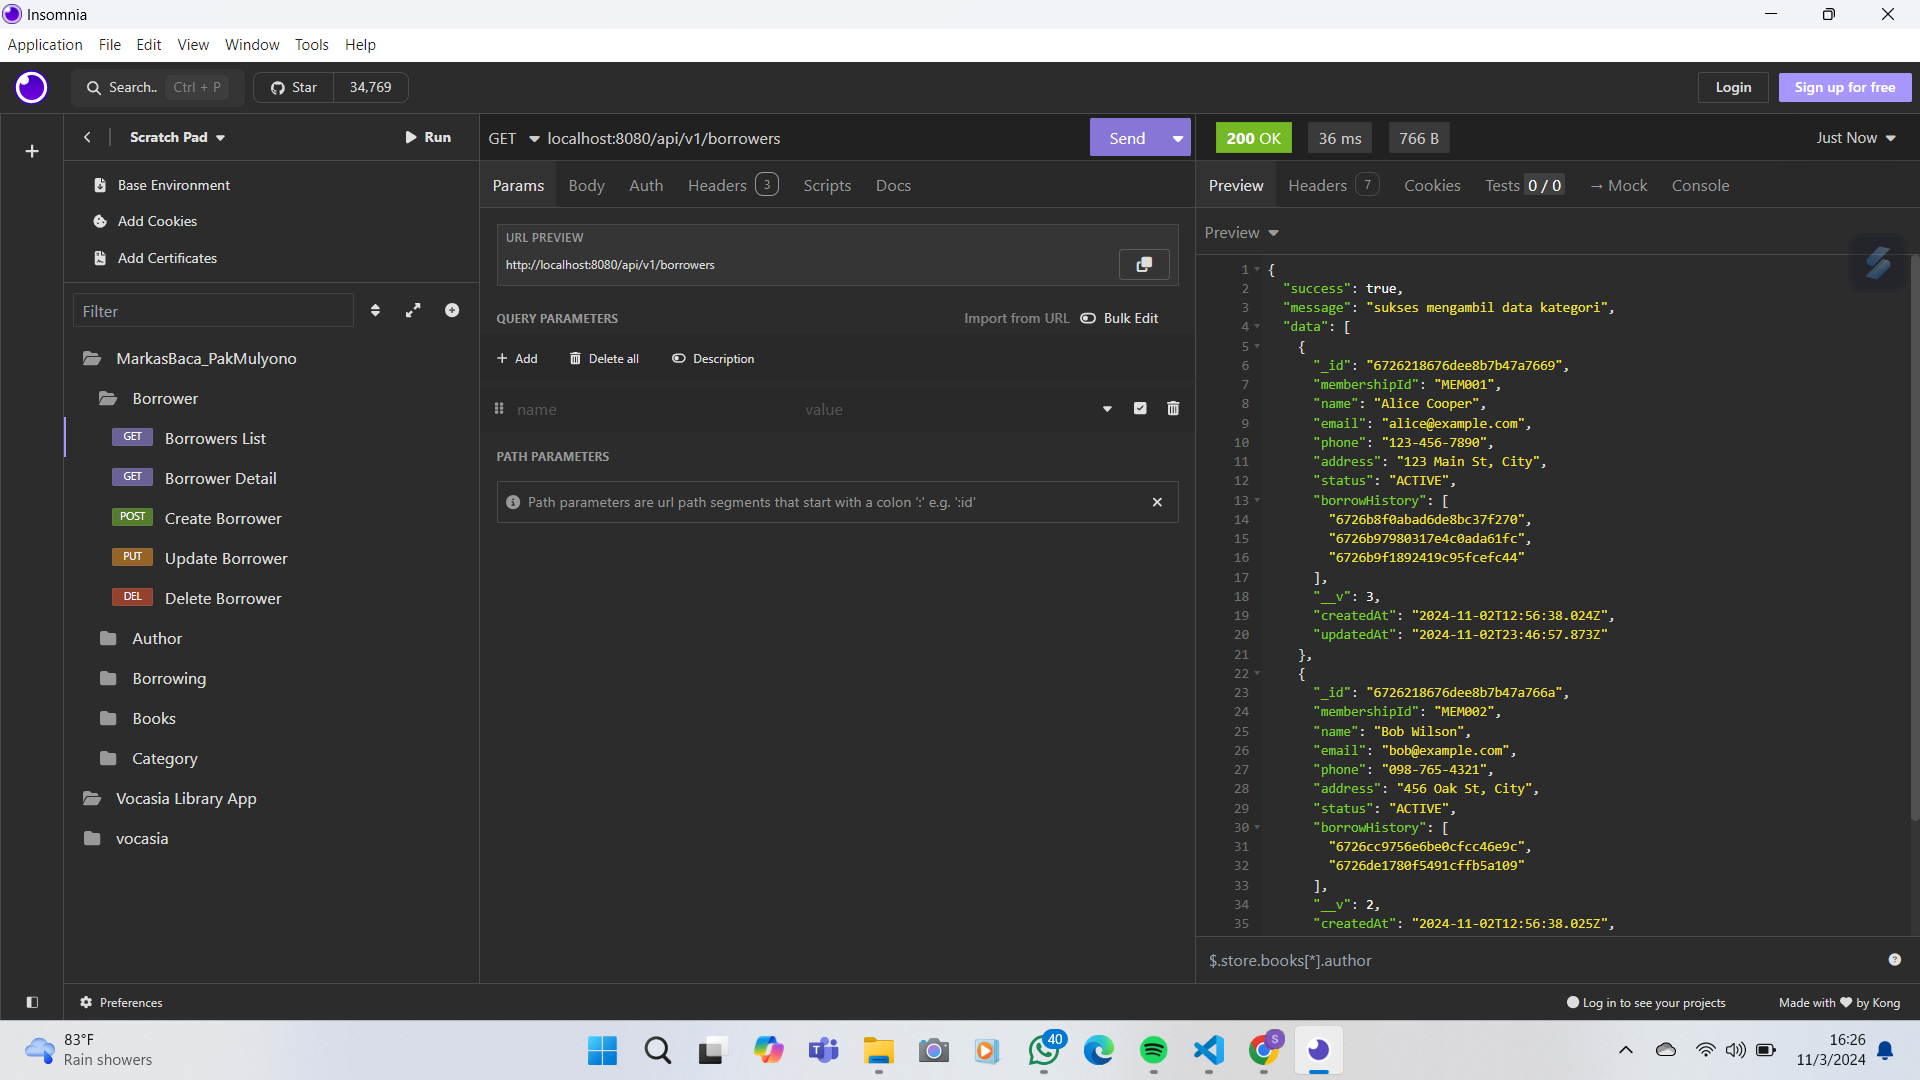 Insomnia
Application File Edit View Window Tools Help
Search.. Ctrl + P Star 34,769 Login Sign up for free
Scratch Pad Run
Base Environment
Add Cookies
Add Certificates
Filter
MarkasBaca_PakMulyono
Borrower
GET Borrowers List
GET Borrower Detail
POST Create Borrower
PUT Update Borrower
DEL Delete Borrower
Author
Borrowing
Books
Category
Vocasia Library App
vocasia
GET localhost:8080/api/v1/borrowers Send
Params Body Auth Headers 3 Scripts Docs
URL PREVIEW
http://localhost:8080/api/v1/borrowers
QUERY PARAMETERS Import from URL Bulk Edit
+ Add Delete all Description
name value
PATH PARAMETERS
Path parameters are url path segments that start with a colon ':' e.g. ':id'
200 OK 36 ms 766 B Just Now
Preview Headers 7 Cookies Tests 0 / 0 → Mock Console
Preview
1 {
2 "success": true,
3 "message": "sukses mengambil data kategori",
4 "data": [
5 {
6 "_id": "6726218676dee8b7b47a7669",
7 "membershipId": "MEM001",
8 "name": "Alice Cooper",
9 "email": "alice@example.com",
10 "phone": "123-456-7890",
11 "address": "123 Main St, City",
12 "status": "ACTIVE",
13 "borrowHistory": [
14 "6726b8f0abad6de8bc37f270",
15 "6726b97980317e4c0ada61fc",
16 "6726b9f1892419c95fcefc44"
17 ],
18 "__v": 3,
19 "createdAt": "2024-11-02T12:56:38.024Z",
20 "updatedAt": "2024-11-02T23:46:57.873Z"
21 },
22 {
23 "_id": "6726218676dee8b7b47a766a",
24 "membershipId": "MEM002",
25 "name": "Bob Wilson",
26 "email": "bob@example.com",
27 "phone": "098-765-4321",
28 "address": "456 Oak St, City",
29 "status": "ACTIVE",
30 "borrowHistory": [
31 "6726cc9756e6be0cfcc46e9c",
32 "6726de1780f5491cffb5a109"
33 ],
34 "__v": 2,
35 "createdAt": "2024-11-02T12:56:38.025Z",
$.store.books[*].author
Preferences Log in to see your projects Made with by Kong
83°F
Rain showers
40
S
16:26
11/3/2024